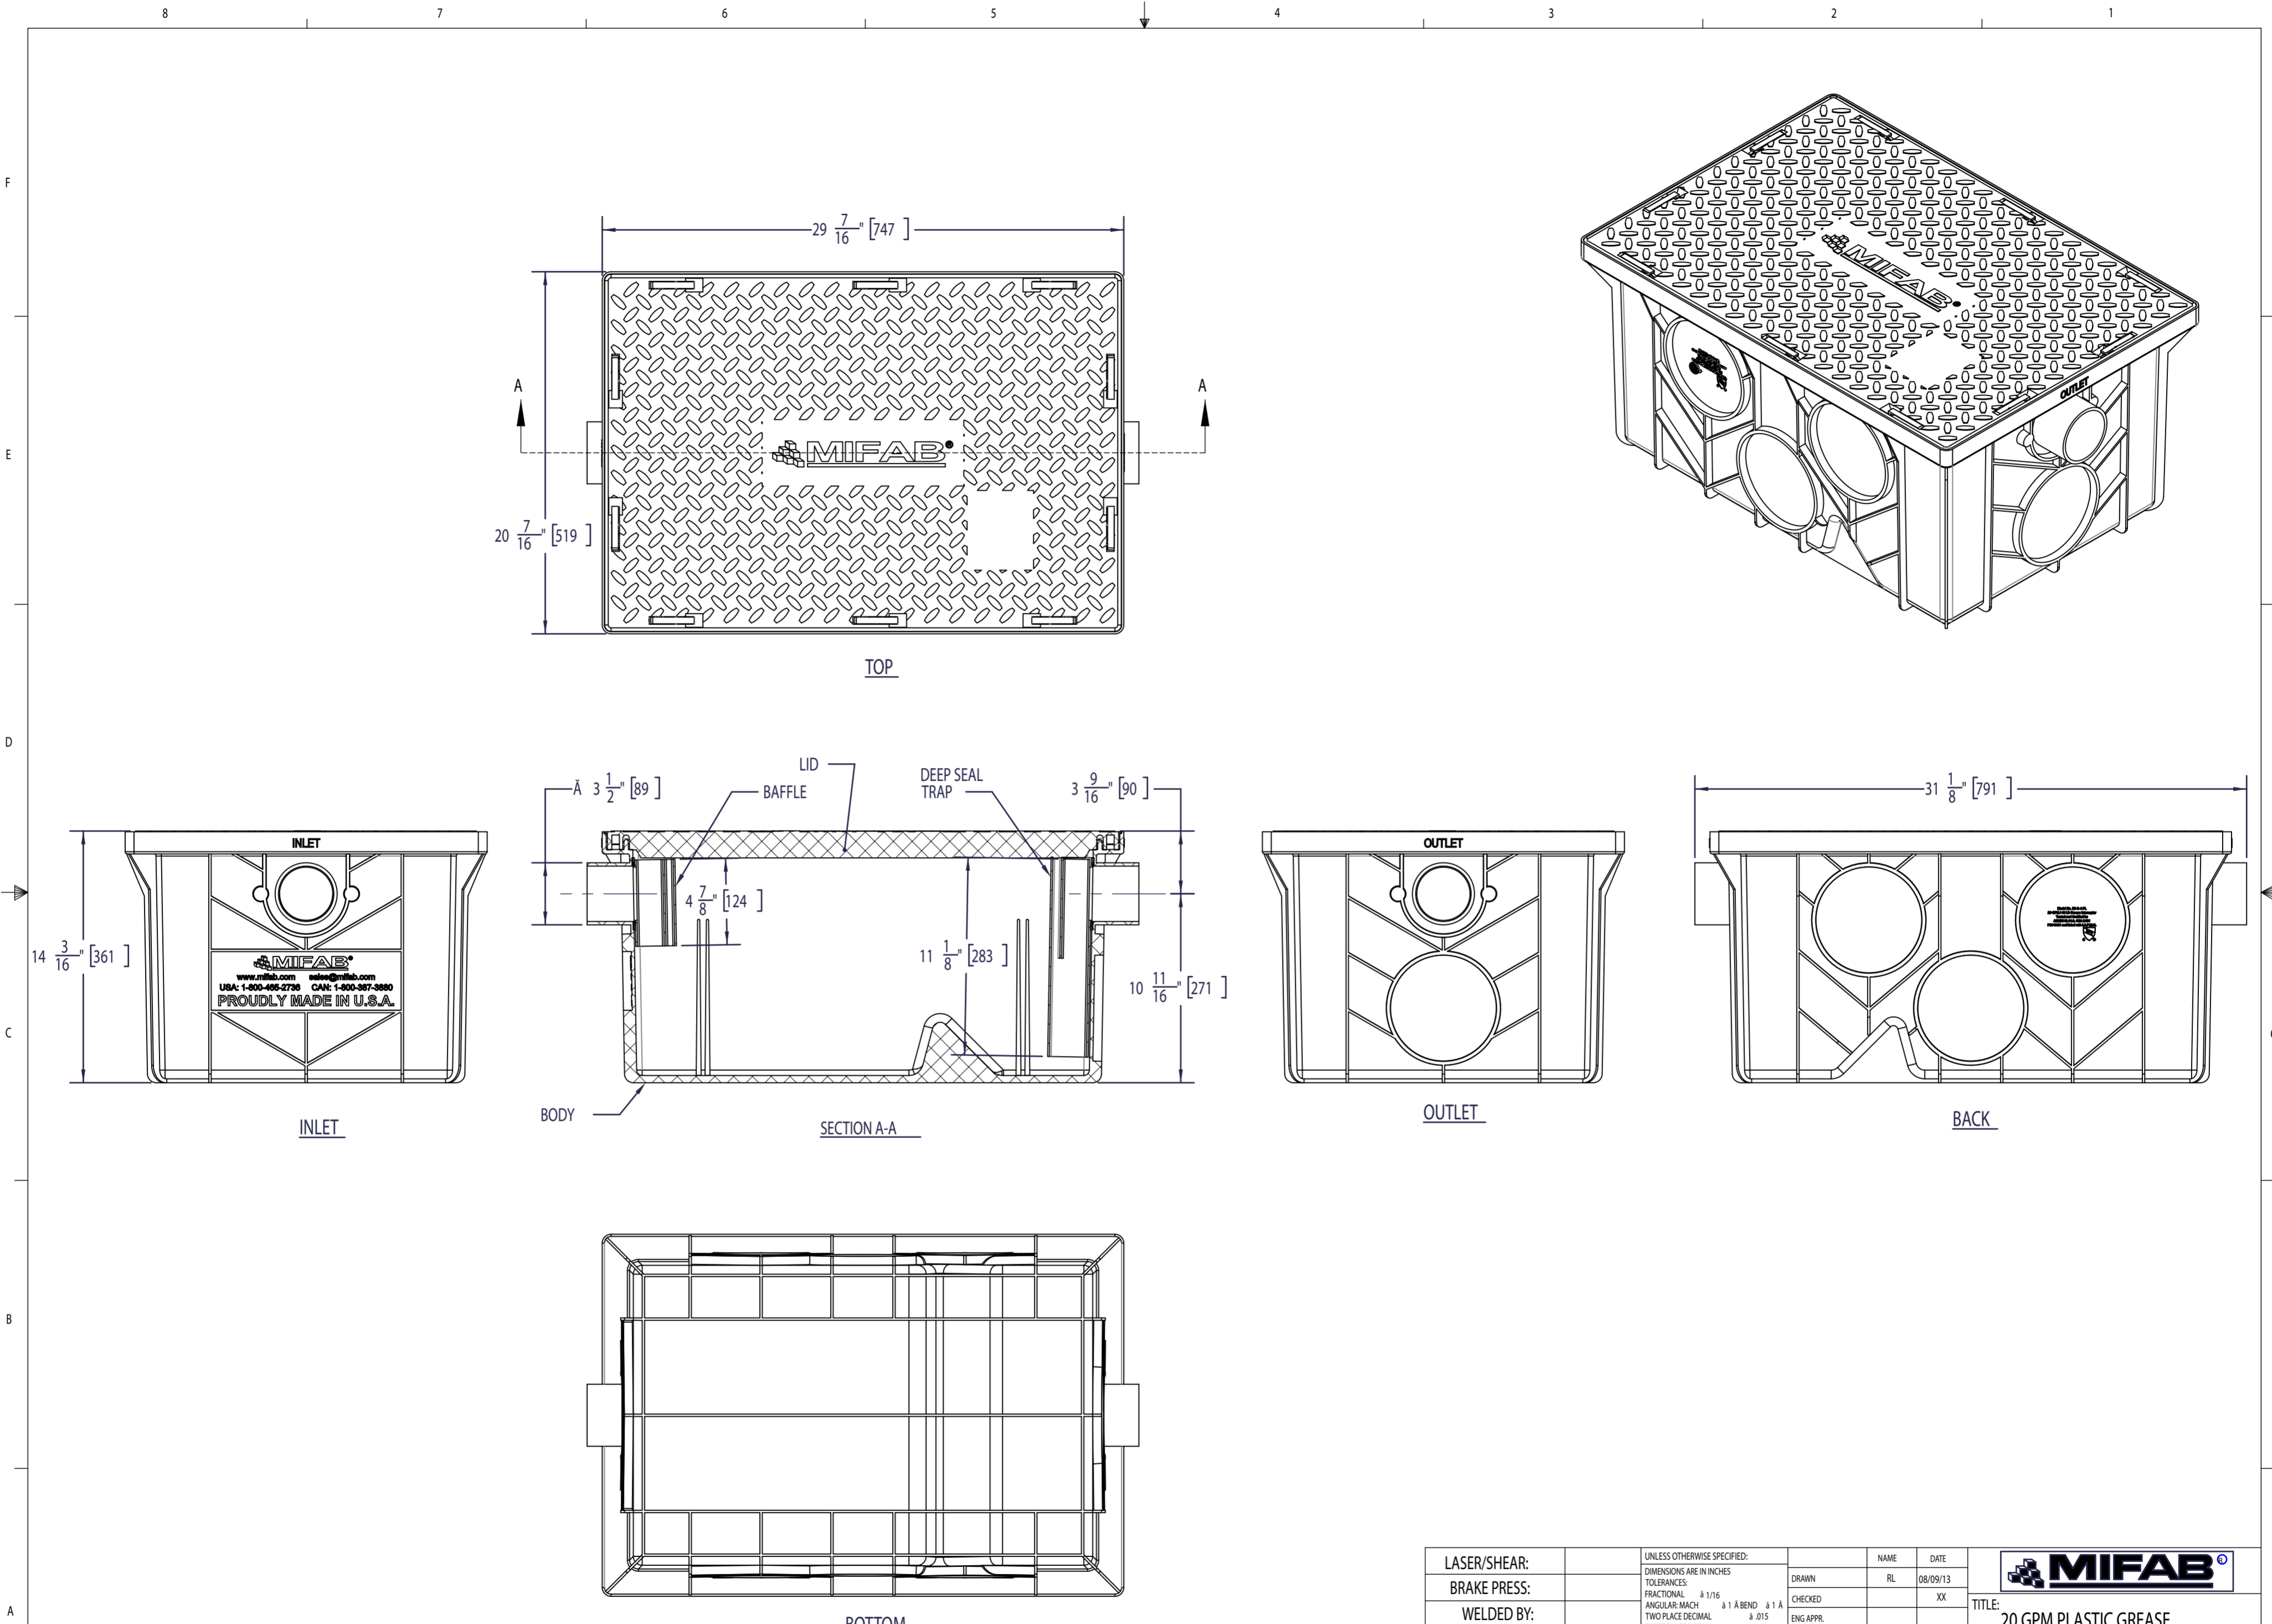 8 7 6 5 4 3 2 1
F
E
D
C
B
A
29 7/16" [747 ]
20 7/16" [519 ]
A A
MIFAB®
TOP
MIFAB®
OUTLET
14 3/16" [361 ]
INLET
MIFAB®
www.mifab.com sales@mifab.com
USA: 1-800-465-2736 CAN: 1-800-387-3880
PROUDLY MADE IN U.S.A.
INLET
Ă 3 1/2" [89 ]
LID
BAFFLE
DEEP SEAL
TRAP
3 9/16" [90 ]
4 7/8" [124 ]
11 1/8" [283 ]
10 11/16" [271 ]
BODY
SECTION A-A
OUTLET
OUTLET
31 1/8" [791 ]
BACK
BOTTOM
LASER/SHEAR:
BRAKE PRESS:
WELDED BY:
UNLESS OTHERWISE SPECIFIED:
DIMENSIONS ARE IN INCHES
TOLERANCES:
FRACTIONAL â 1/16
ANGULAR: MACH â 1 Â BEND â 1 Â
TWO PLACE DECIMAL â .015
NAME DATE
DRAWN RL 08/09/13
CHECKED XX
ENG APPR.
MIFAB®
TITLE:
20 GPM PLASTIC GREASE